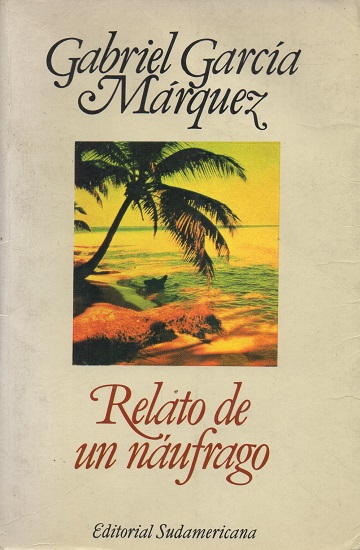 Gabriel García
Márquez
Relato de
un náufrago
Editorial Sudamericana